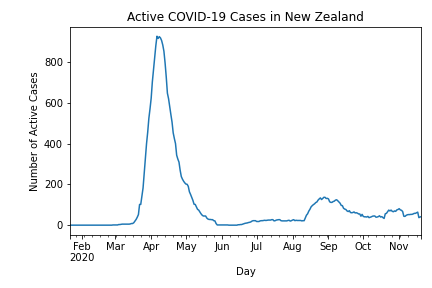 Active COVID-19 Cases in New Zealand
Number of Active Cases
800
600
400
200
0
Feb Mar Apr May Jun Jul Aug Sep Oct Nov
2020
Day